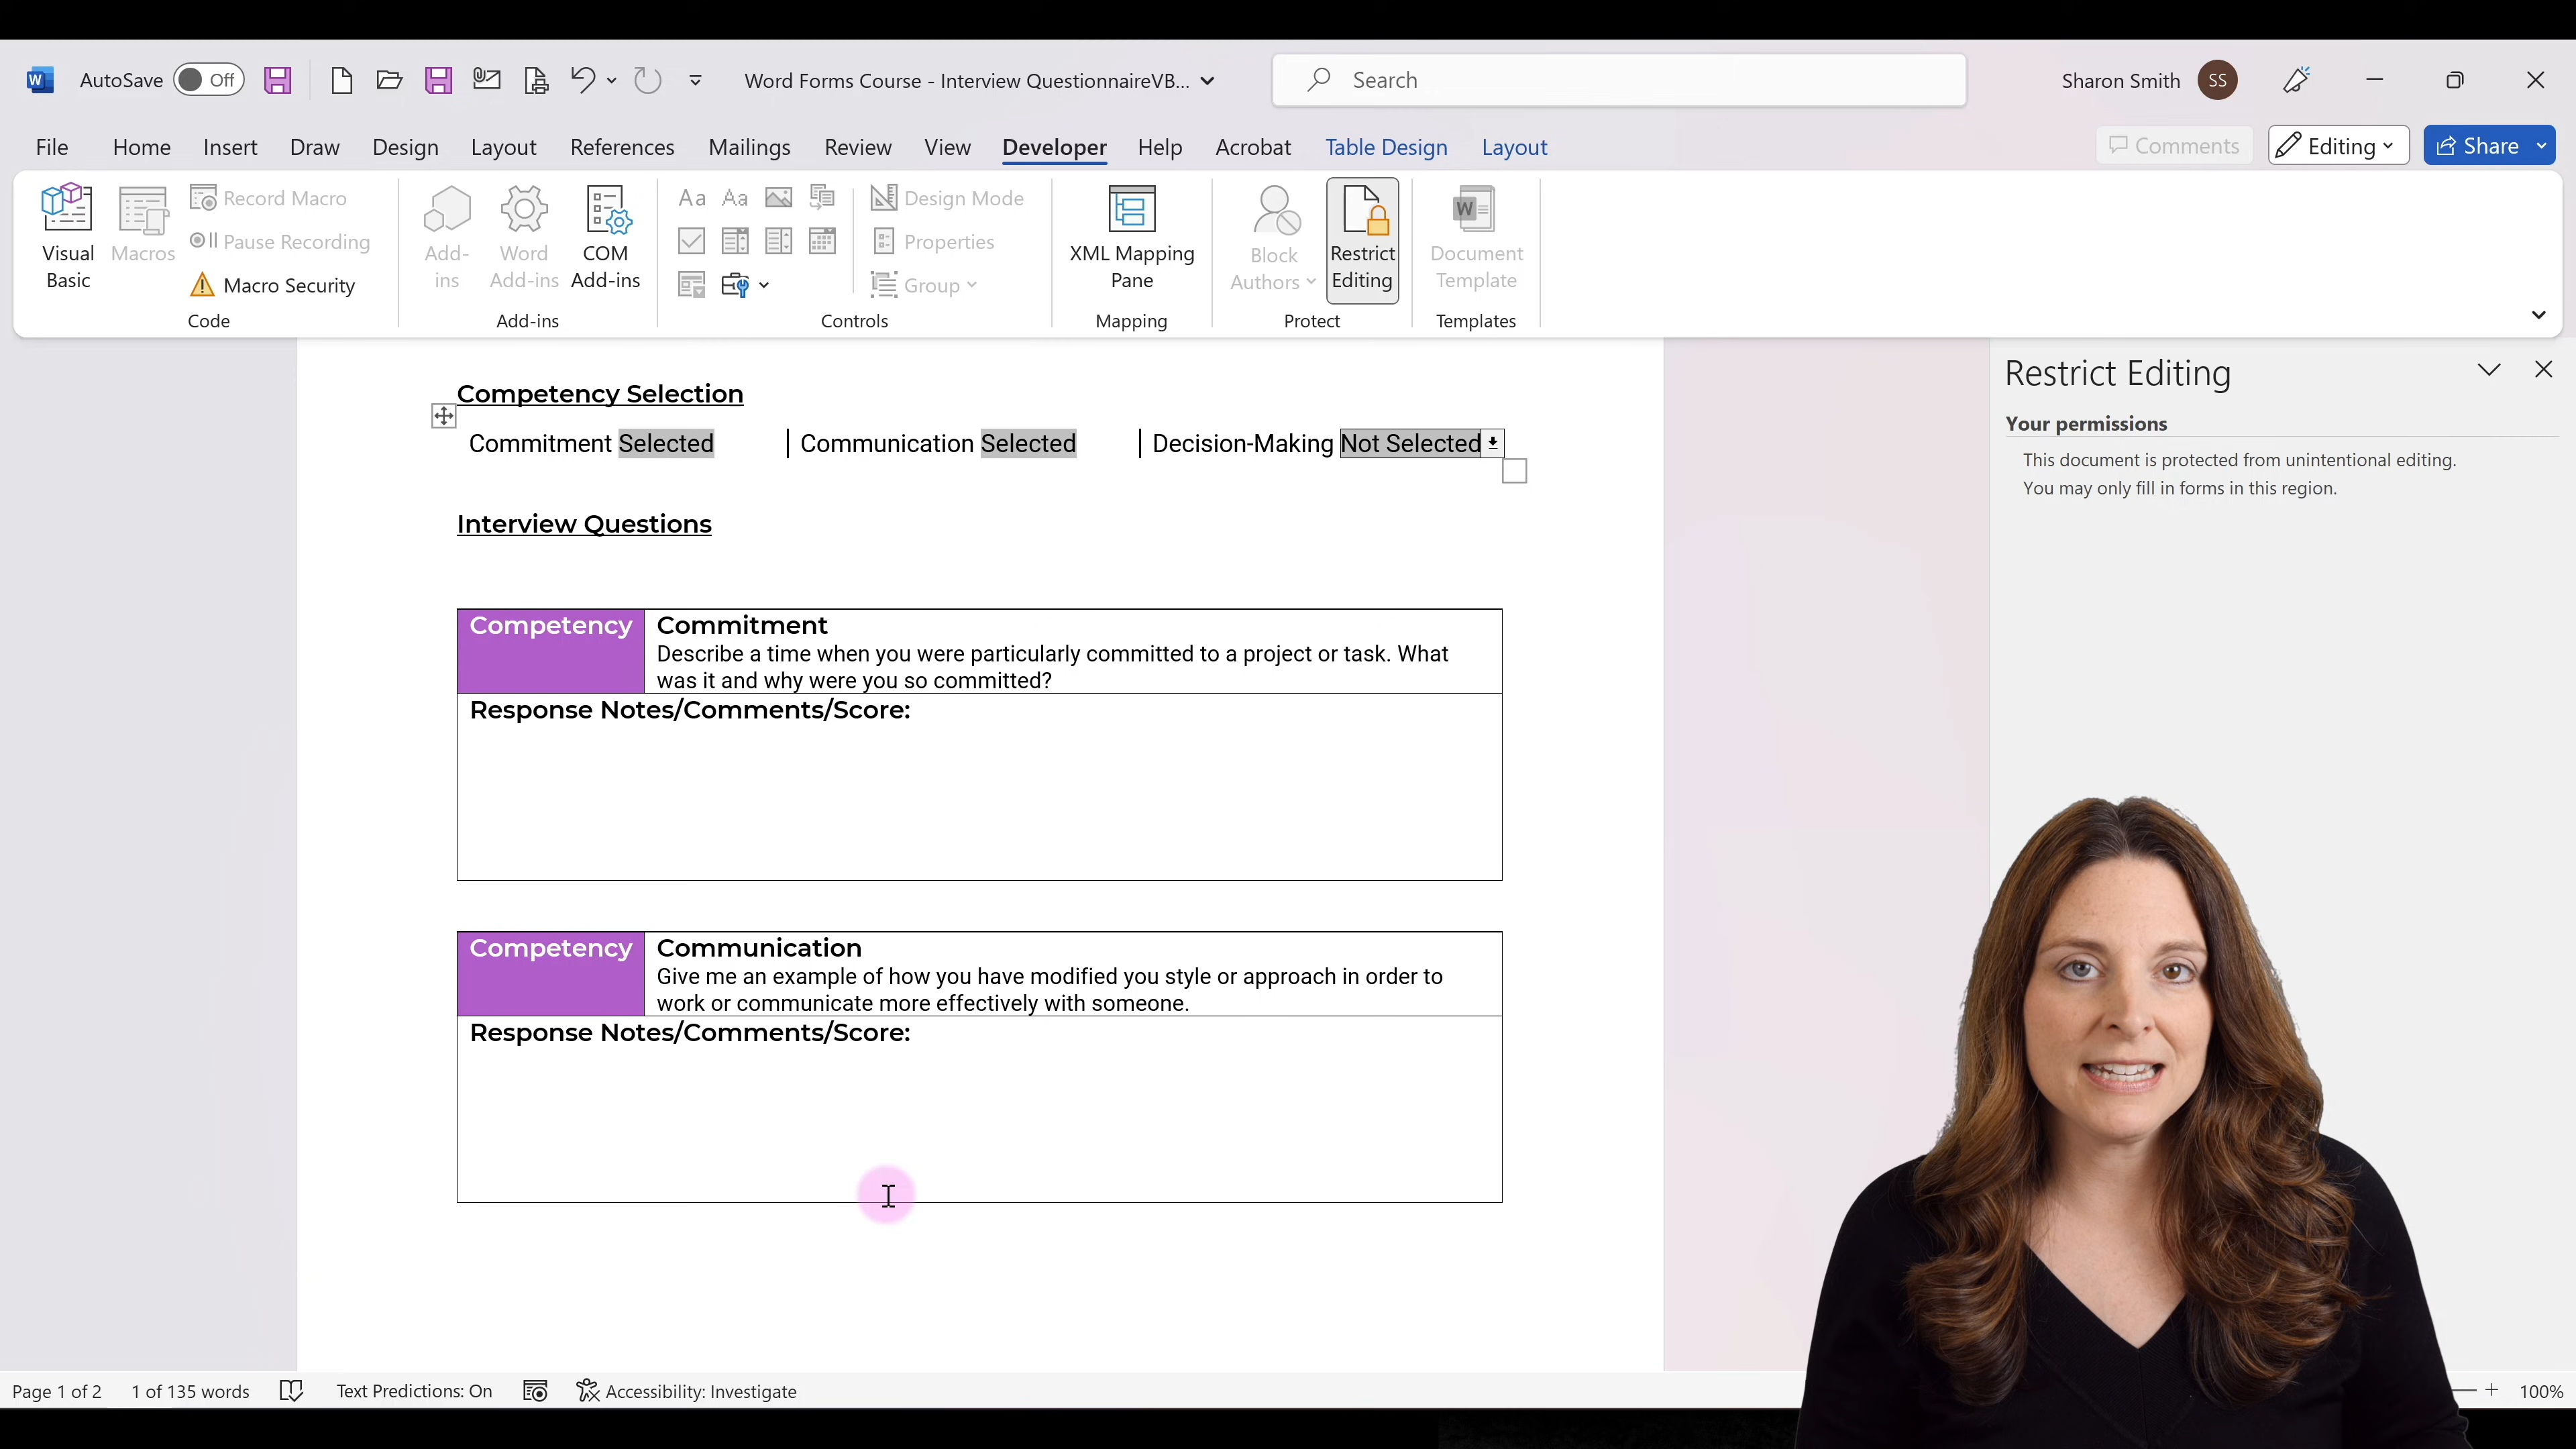 AutoSave Off
Word Forms Course - Interview QuestionnaireVB...
Search
Sharon Smith SS
File Home Insert Draw Design Layout References Mailings Review View Developer Help Acrobat Table Design Layout
Comments Editing Share
Visual Basic
Macros
Record Macro
Pause Recording
Macro Security
Code
Add-ins
Word Add-ins
COM Add-ins
Add-ins
Aa Aa
Design Mode
Properties
Group
Controls
XML Mapping Pane
Mapping
Block Authors
Restrict Editing
Protect
Document Template
Templates
Competency Selection
Commitment Selected Communication Selected Decision-Making Not Selected
Interview Questions
Competency Commitment
Describe a time when you were particularly committed to a project or task. What
was it and why were you so committed?
Response Notes/Comments/Score:
Competency Communication
Give me an example of how you have modified you style or approach in order to
work or communicate more effectively with someone.
Response Notes/Comments/Score:
Restrict Editing
Your permissions
This document is protected from unintentional editing.
You may only fill in forms in this region.
Page 1 of 2 1 of 135 words Text Predictions: On Accessibility: Investigate 100%